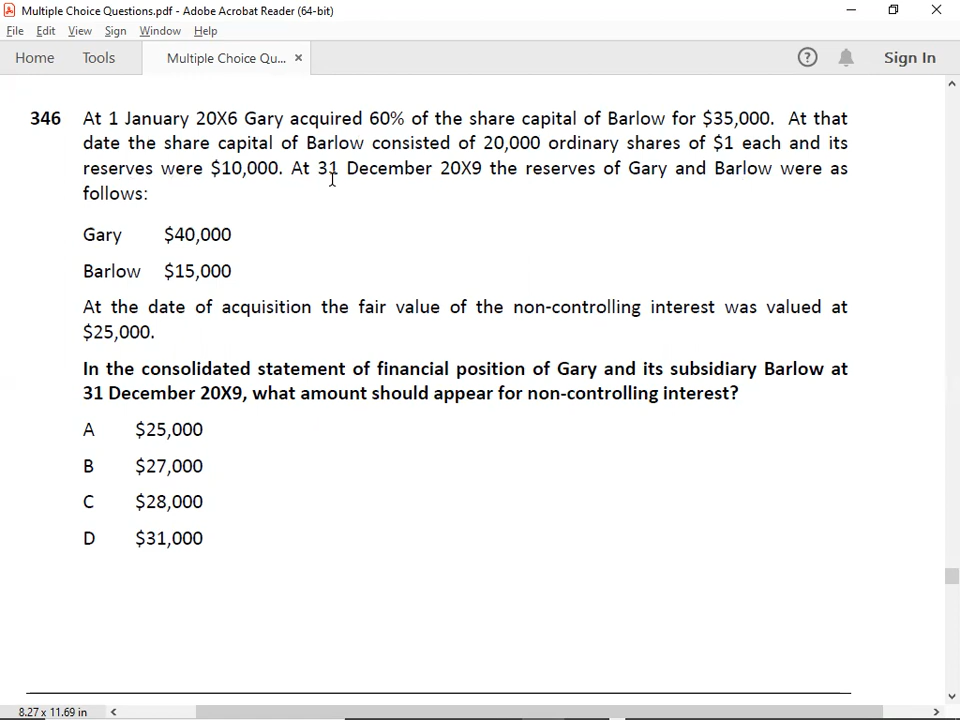 Multiple Choice Questions.pdf - Adobe Acrobat Reader (64-bit)
File Edit View Window Sign Help
Home Tools Multiple Choice Qu... × ? Sign In
346 At 1 January 20X6 Gary acquired 60% of the share capital of Barlow for $35,000. At that
date the share capital of Barlow consisted of 20,000 ordinary shares of $1 each and its
reserves were $10,000. At 31 December 20X9 the reserves of Gary and Barlow were as
follows:
Gary $40,000
Barlow $15,000
At the date of acquisition the fair value of the non-controlling interest was valued at
$25,000.
In the consolidated statement of financial position of Gary and its subsidiary Barlow at
31 December 20X9, what amount should appear for non-controlling interest?
A $25,000
B $27,000
C $28,000
D $31,000
8.27 x 11.69 in